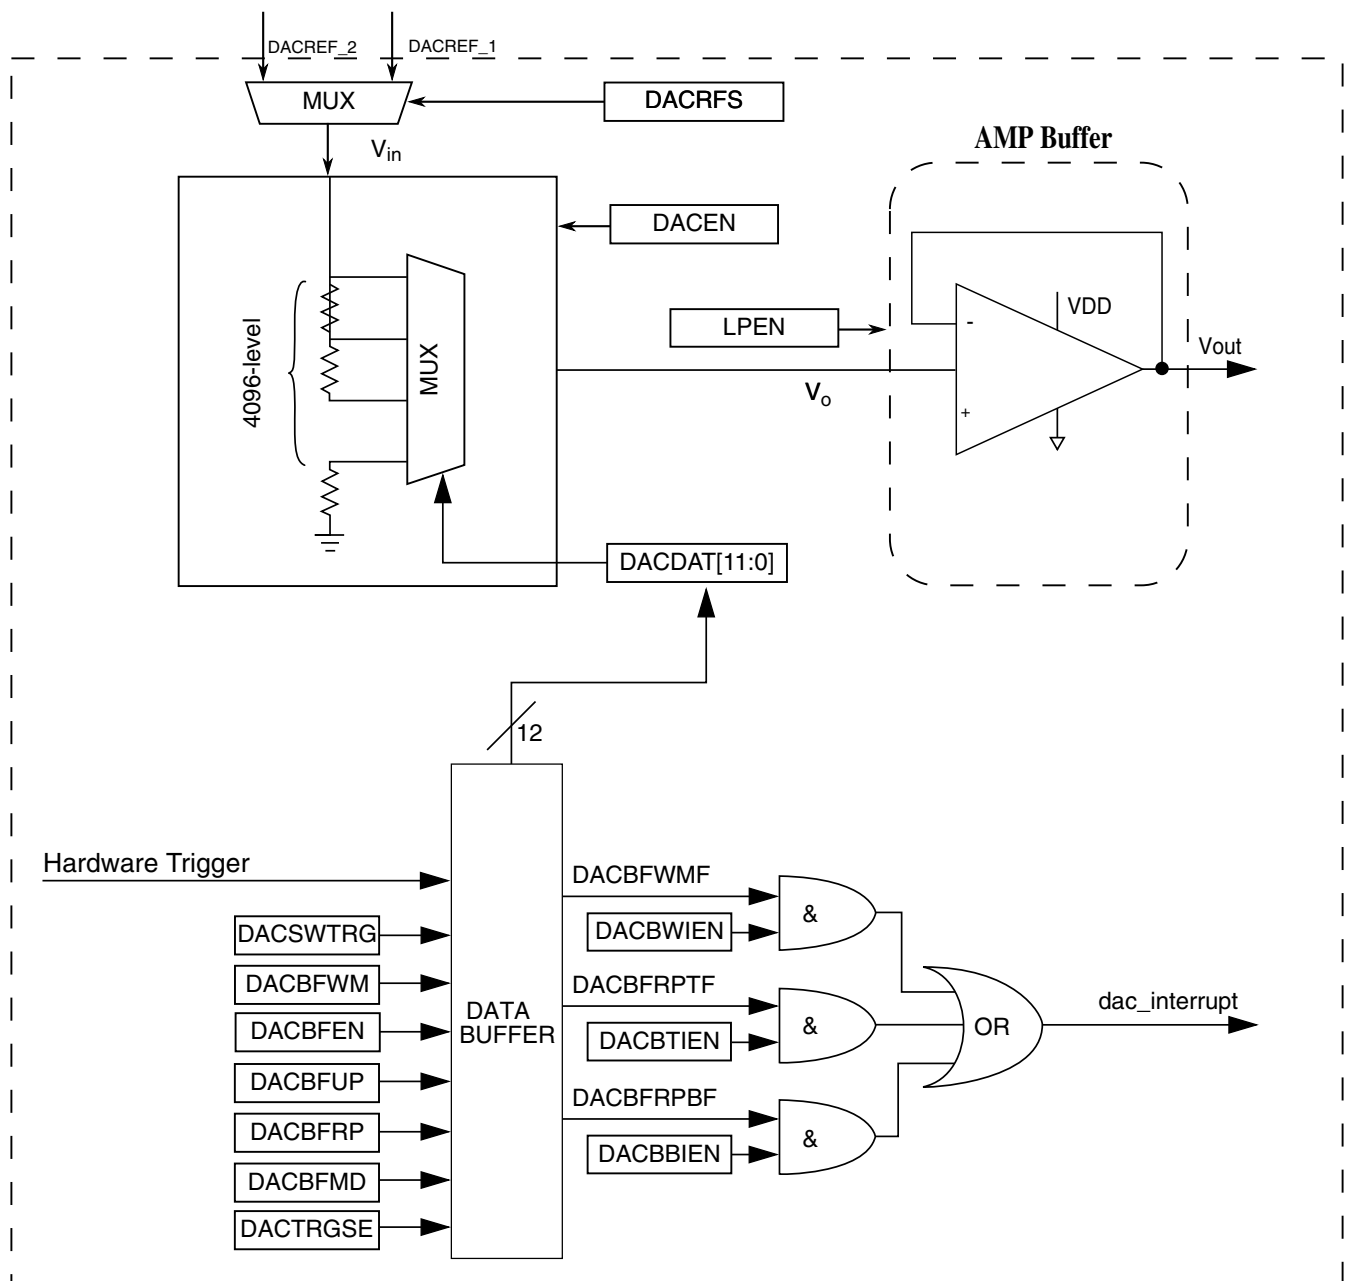 DACREF_2
DACREF_1
MUX
DACRFS
Vin
AMP Buffer
DACEN
LPEN
VDD
-
+
Vout
4096-level
MUX
Vo
DACDAT[11:0]
12
Hardware Trigger
DACSWTRG
DACBFWM
DACBFEN
DACBFUP
DACBFRP
DACBFMD
DACTRGSE
DATA
BUFFER
DACBFWMF
DACBWIEN
&
DACBFRPTF
DACBTIEN
&
DACBFRPBF
DACBBIEN
&
OR
dac_interrupt